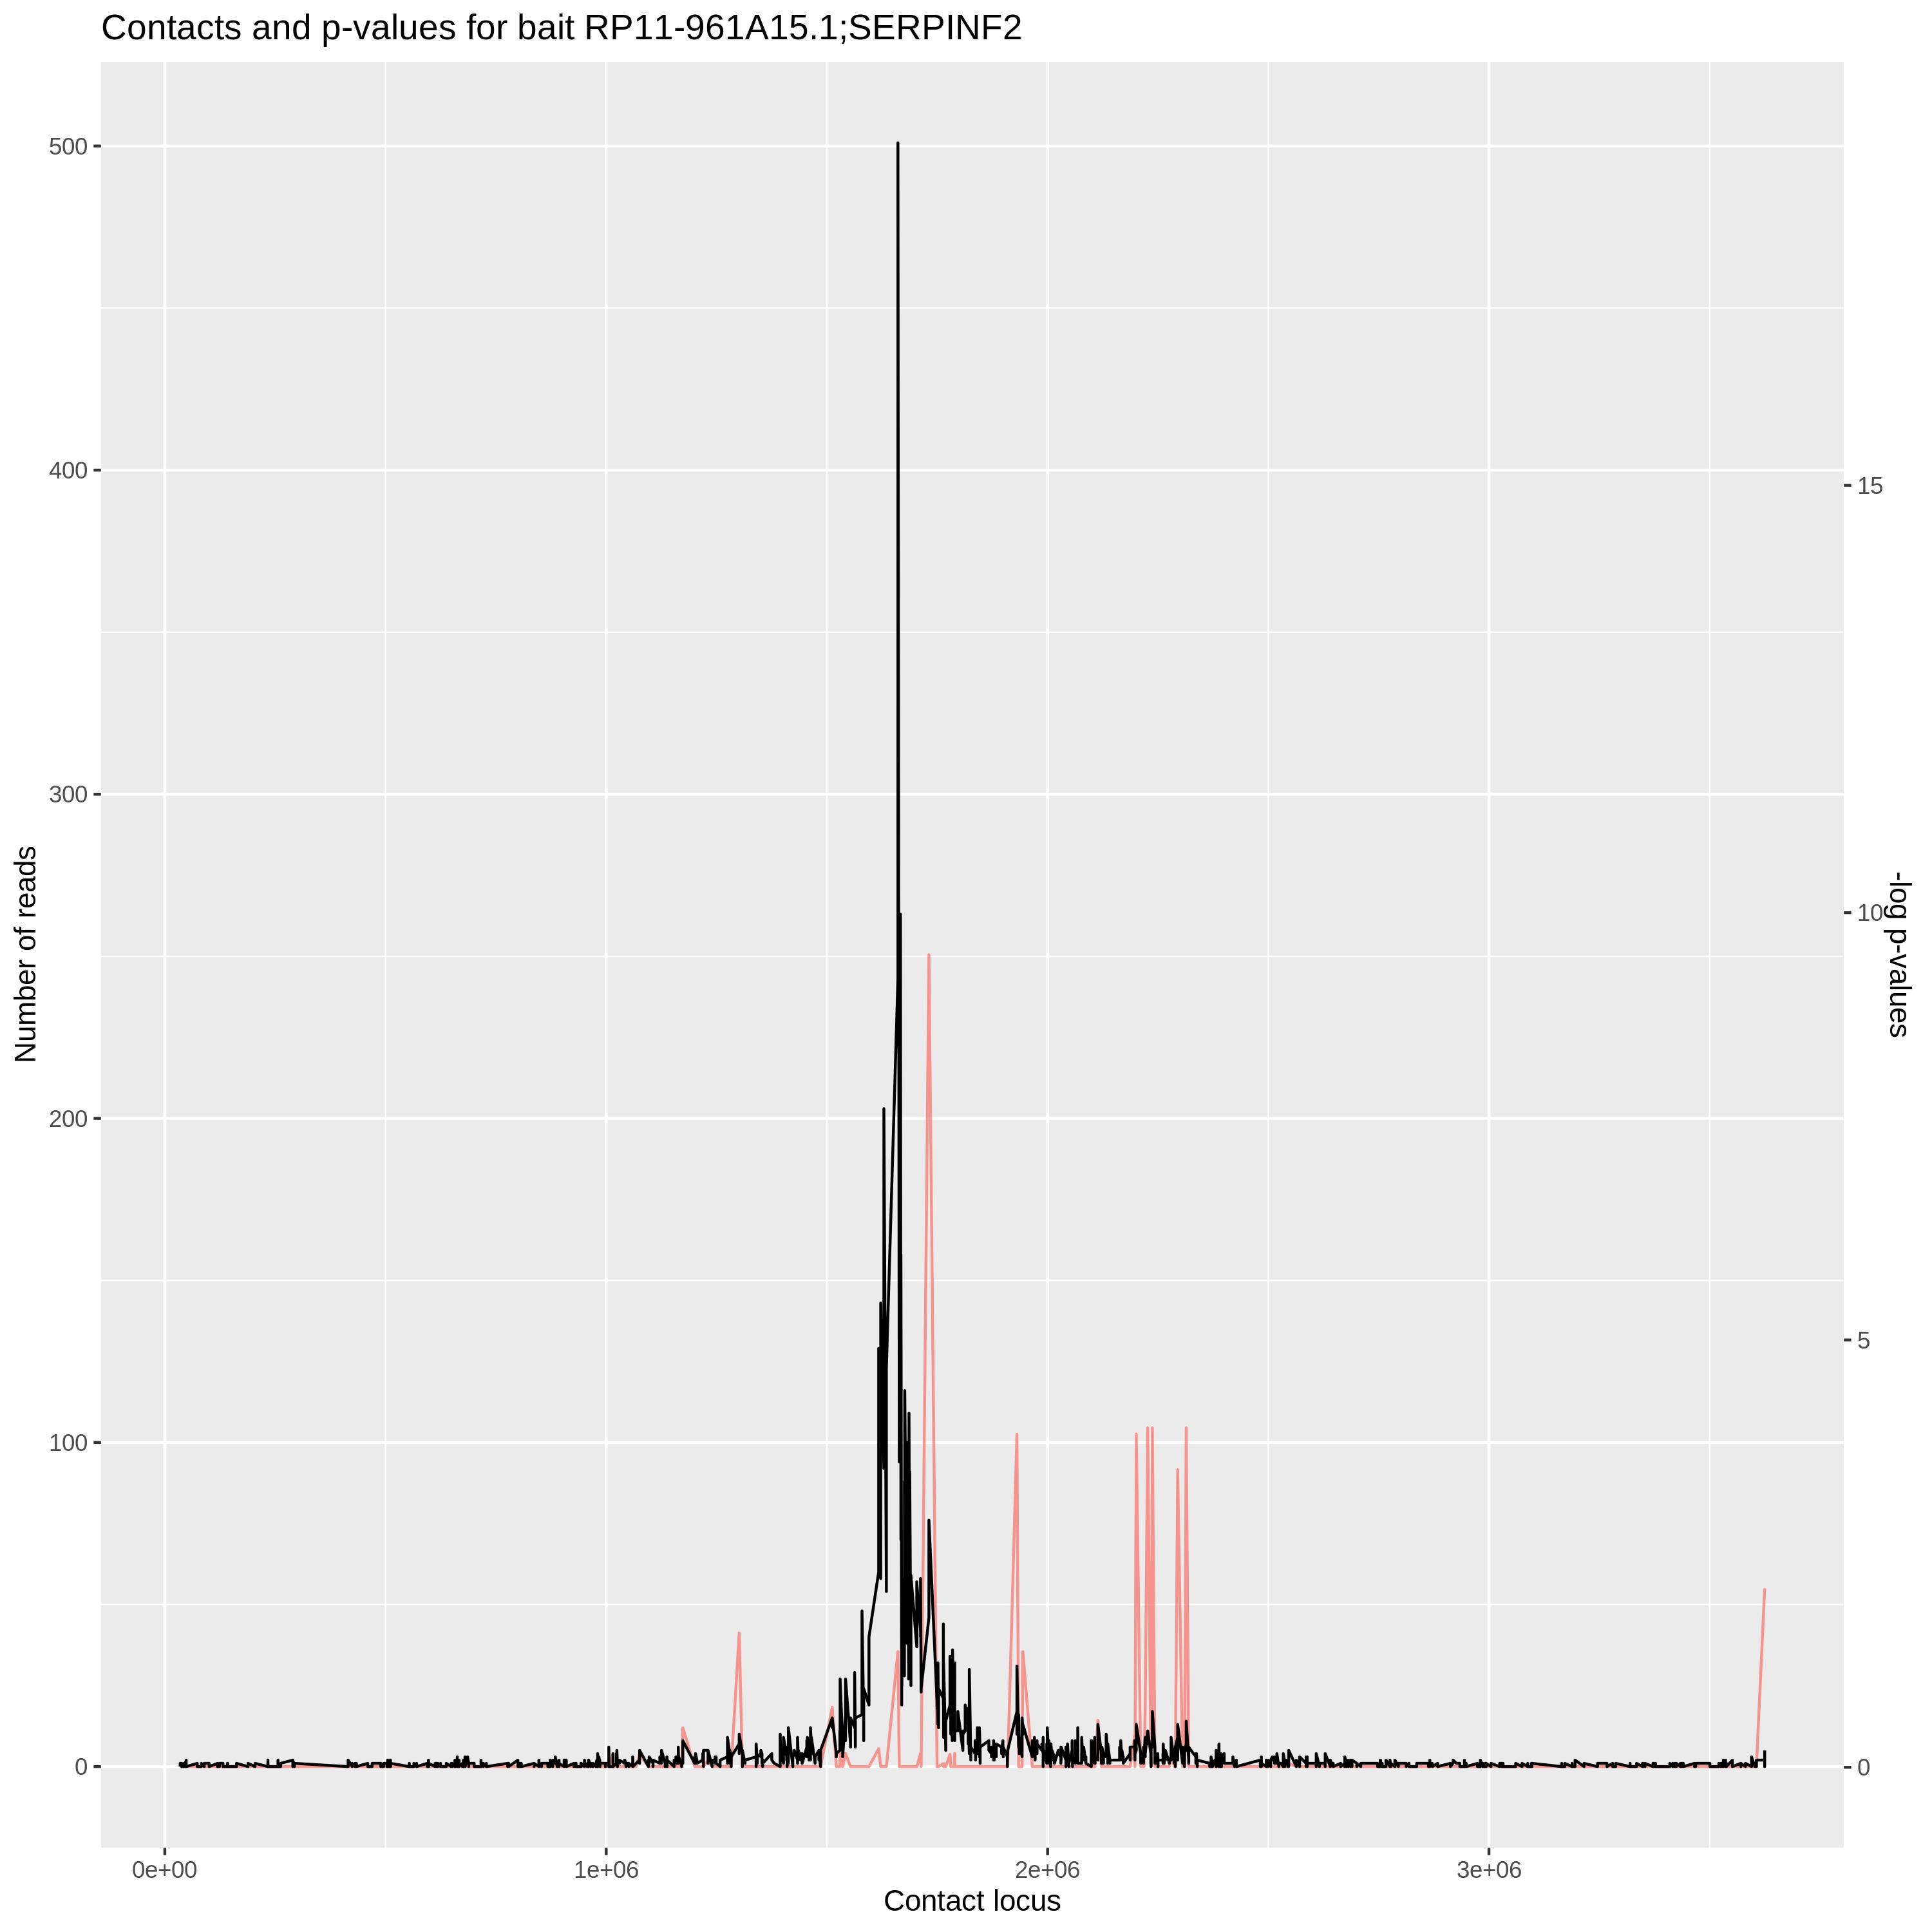 Contacts and p-values for bait RP11-961A15.1;SERPINF2
Number of reads
500
400
300
200
100
0
15
10
5
0
-log p-values
0e+00
1e+06
2e+06
3e+06
Contact locus